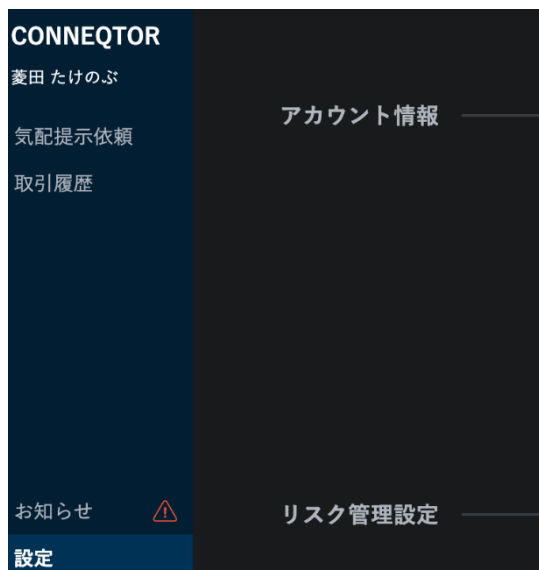 CONNEQTOR
菱田 たけのぶ
気配提示依頼
取引履歴
お知らせ
設定
アカウント情報
リスク管理設定